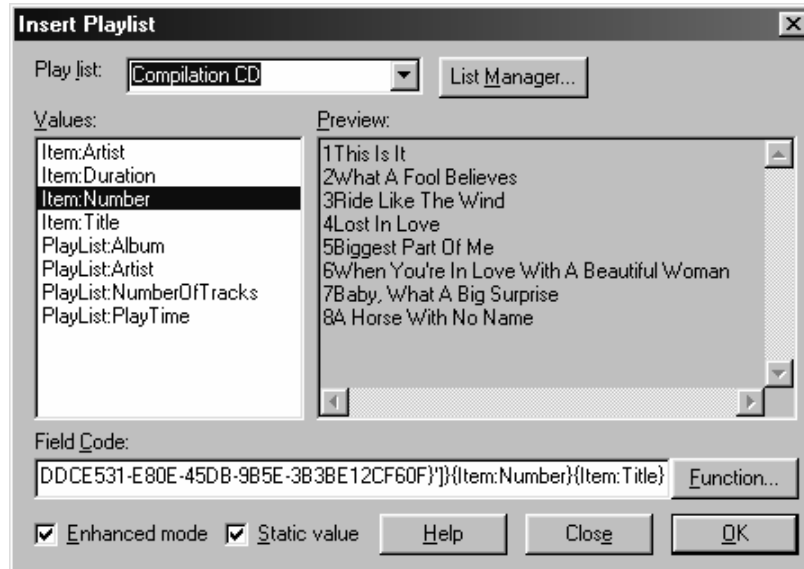 Insert Playlist
Play list: Compilation CD List Manager...
Values: Preview:
Item:Artist
Item:Duration
Item:Number
Item:Title
PlayList:Album
PlayList:Artist
PlayList:NumberOfTracks
PlayList:PlayTime
1This Is It
2What A Fool Believes
3Ride Like The Wind
4Lost In Love
5Biggest Part Of Me
6When You're In Love With A Beautiful Woman
7Baby, What A Big Surprise
8A Horse With No Name
Field Code:
DDCE531-E80E-45DB-9B5E-3B3BE12CF60F}']}{Item:Number}{Item:Title} Function...
Enhanced mode Static value Help Close OK